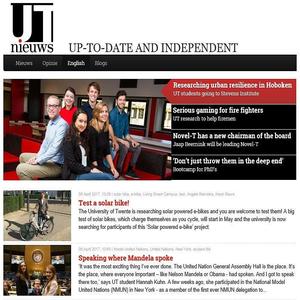 UT
nieuws
UP-TO-DATE AND INDEPENDENT
Nieuws Opinie English Blogs
Researching urban resilience in Hoboken
UT students going to Stevens Institute
Serious gaming for fire fighters
UT research to help firemen
Novel-T has a new chairman of the board
Jaap Beernink will be leading Novel-T
'Don't just throw them in the deep end'
Bootcamp for PhD's
Test a solar bike!
The University of Twente is researching solar powered e-bikes and you are welcome to test them! A big
test of solar bikes, which charge themselves as you cycle, will start in May and the university is now
searching for participants of this 'Solar powered e-bike' project
Speaking where Mandela spoke
'It was the most exciting thing I've ever done. The United Nation General Assembly Hall is the place. It's
the place, where everything important - like Nelson Mandela or Obama - had spoken. And I got to speak
there too,' says UT student Hannah Kuhn. A few weeks ago, she participated in the National Model
United Nations (NMUN) in New York - as a member of the first ever NMUN delegation to...